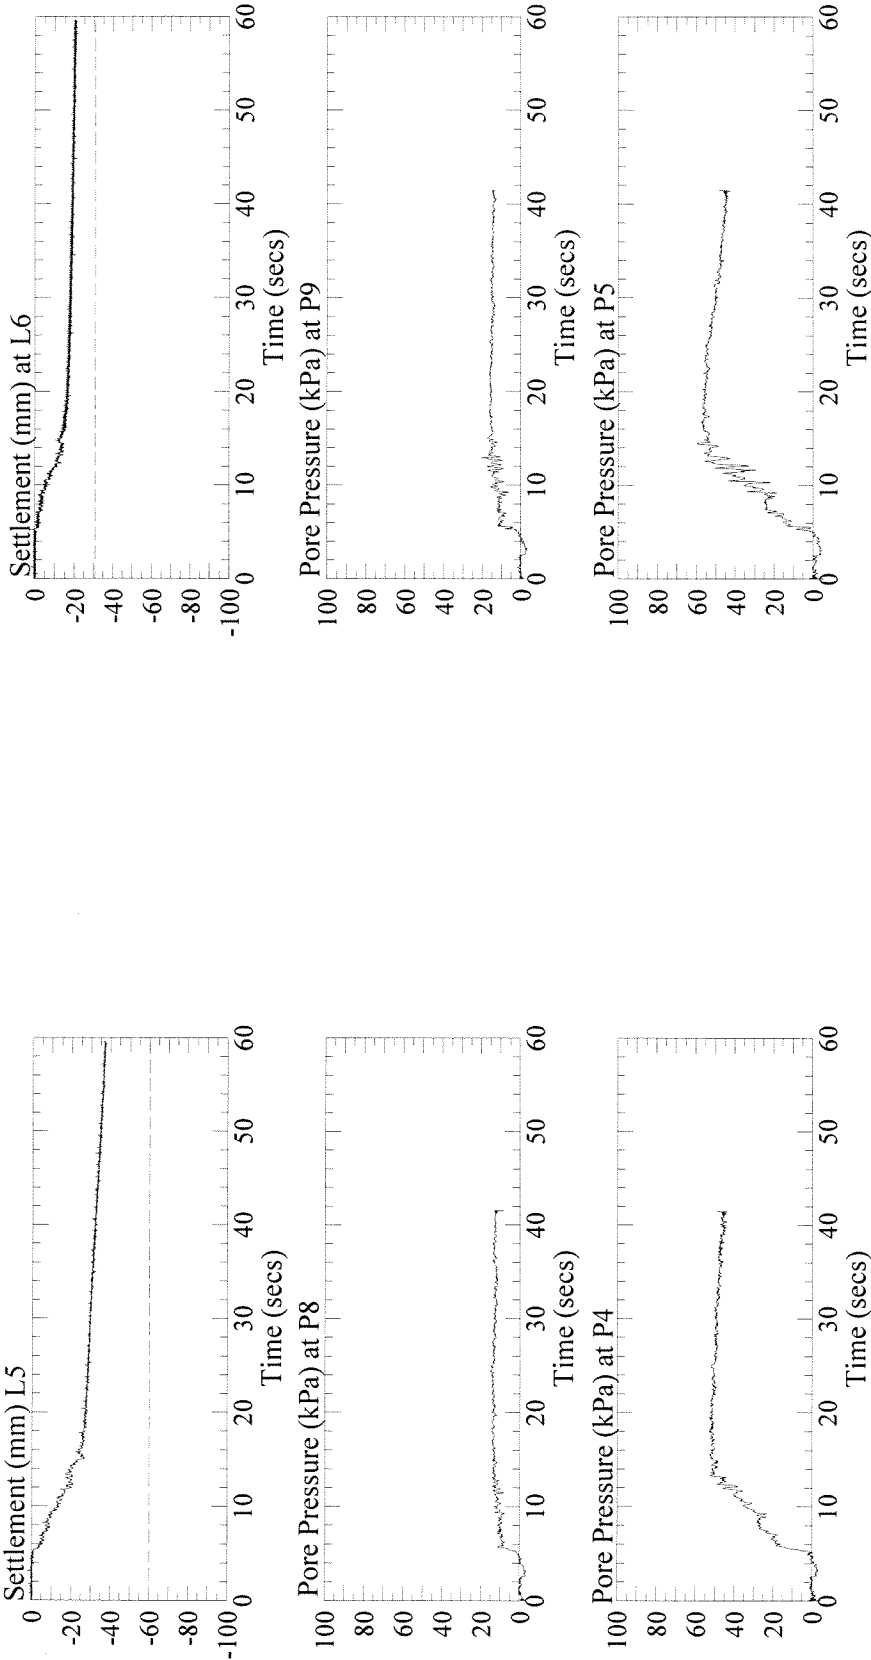 Settlement (mm) L5
0
-20
-40
-60
-80
-100
0 10 20 30 40 50 60
Time (secs)
Pore Pressure (kPa) at P8
100
80
60
40
20
0
0 10 20 30 40 50 60
Time (secs)
Pore Pressure (kPa) at P4
100
80
60
40
20
0
0 10 20 30 40 50 60
Time (secs)
Settlement (mm) at L6
0
-20
-40
-60
-80
-100
0 10 20 30 40 50 60
Time (secs)
Pore Pressure (kPa) at P9
100
80
60
40
20
0
0 10 20 30 40 50 60
Time (secs)
Pore Pressure (kPa) at P5
100
80
60
40
20
0
0 10 20 30 40 50 60
Time (secs)